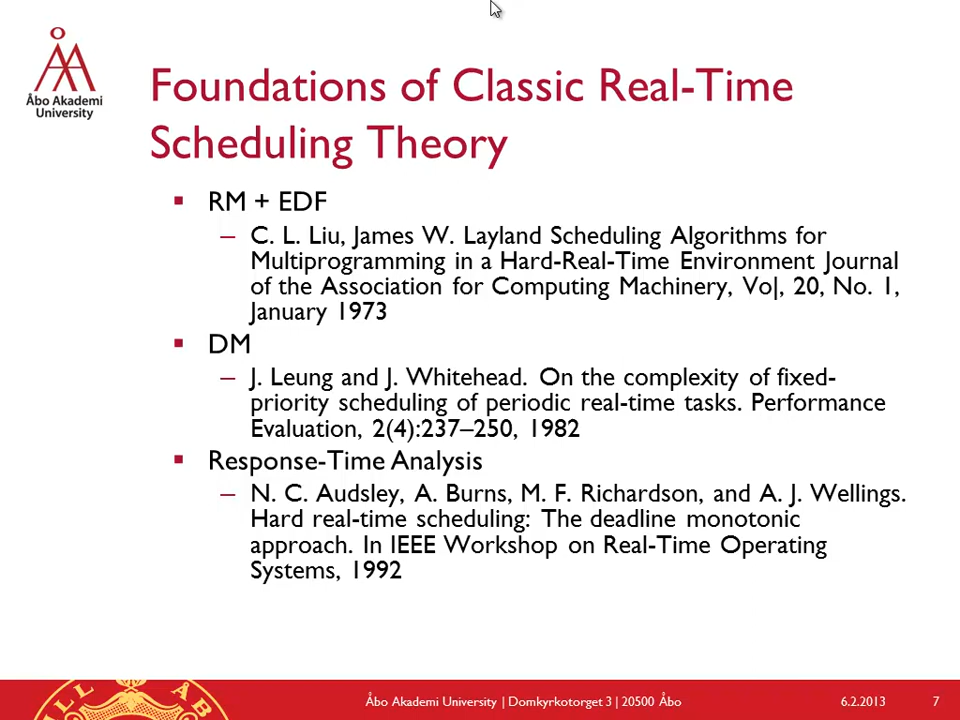 Åbo Akademi
University
Foundations of Classic Real-Time
Scheduling Theory
▪ RM + EDF
– C. L. Liu, James W. Layland Scheduling Algorithms for
Multiprogramming in a Hard-Real-Time Environment Journal
of the Association for Computing Machinery, Vo|, 20, No. 1,
January 1973
▪ DM
– J. Leung and J. Whitehead. On the complexity of fixed-
priority scheduling of periodic real-time tasks. Performance
Evaluation, 2(4):237–250, 1982
▪ Response-Time Analysis
– N. C. Audsley, A. Burns, M. F. Richardson, and A. J. Wellings.
Hard real-time scheduling: The deadline monotonic
approach. In IEEE Workshop on Real-Time Operating
Systems, 1992
Åbo Akademi University | Domkyrkotorget 3 | 20500 Åbo
6.2.2013
7